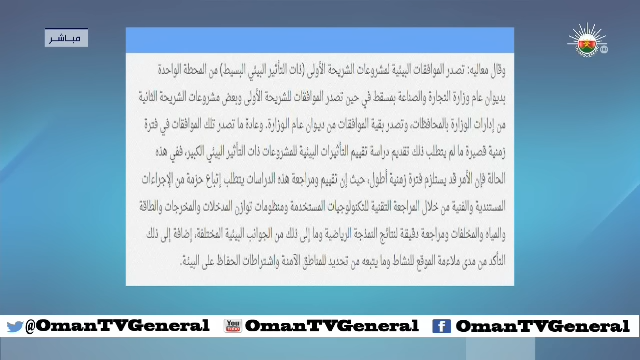 مباشر
وقال معاليه: تصدر الموافقات البيئية لمشروعات الشريحة الأولى (ذات التأثير البيئي البسيط) من المحطة الواحدة
بديوان عام وزارة التجارة والصناعة بمسقط في حين تصدر الموافقات للشريحة الأولى وبعض مشروعات الشريحة الثانية
من إدارات الوزارة بالمحافظات، وتصدر بقية الموافقات من ديوان عام الوزارة. وعادة ما تصدر تلك الموافقات في فترة
زمنية قصيرة ما لم يتطلب ذلك تقديم دراسة تقييم التأثيرات البيئية للمشروعات ذات التأثير البيئي الكبير، ففي هذه
الحالة فإن الأمر قد يستلزم فترة زمنية أطول، حيث إن تقييم ومراجعة هذه الدراسات يتطلب إتباع حزمة من الإجراءات
المستندية والفنية من خلال المراجعة التقنية للتكنولوجيات المستخدمة ومنظومات توازن المدخلات والمخرجات والطاقة
والمياه والمخلفات ومراجعة دقيقة لنتائج النمذجة الرياضية وما إلى ذلك من الجوانب البيئية المختلفة، إضافة إلى ذلك
التأكد من مدى ملاءمة الموقع للنشاط وما يتبعه من تحديد للمناطق الآمنة واشتراطات الحفاظ على البيئة.
@OmanTVGeneral You Tube OmanTVGeneral f OmanTVGeneral